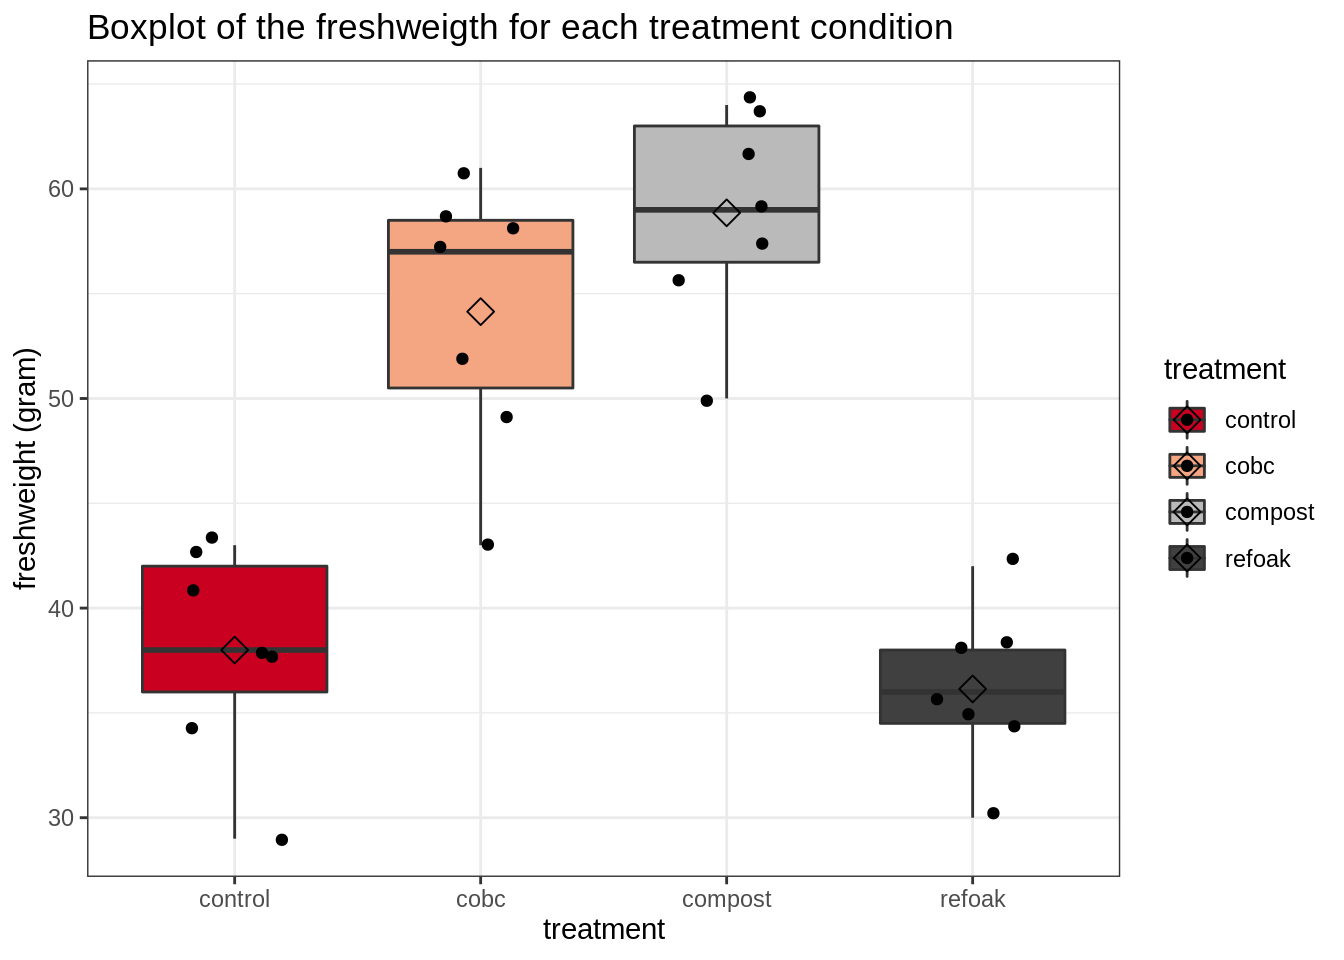 Boxplot of the freshweigth for each treatment condition
freshweight (gram)
60
50
40
30
control
cobc
compost
refoak
treatment
treatment
control
cobc
compost
refoak